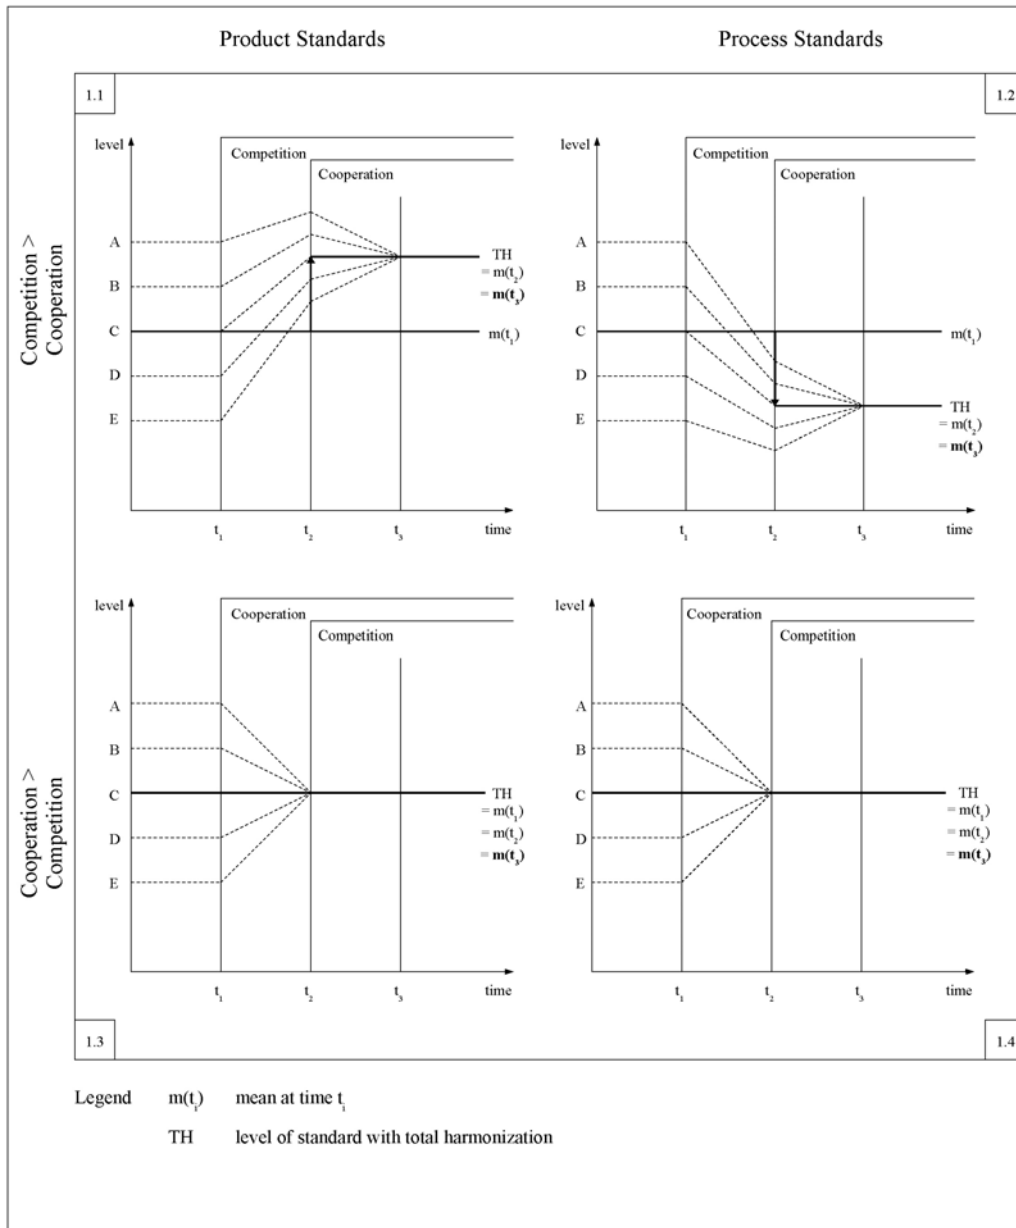 Product Standards
Process Standards
Competition >
Cooperation
1.1
level
Competition
Cooperation
A
B
C
D
E
TH
= m(t2)
= m(t3)
m(t1)
t1
t2
t3
time
1.2
level
Competition
Cooperation
A
B
C
D
E
m(t1)
TH
= m(t2)
= m(t3)
t1
t2
t3
time
Cooperation >
Competition
level
Cooperation
Competition
A
B
C
D
E
TH
= m(t1)
= m(t2)
= m(t3)
t1
t2
t3
time
1.3
level
Cooperation
Competition
A
B
C
D
E
TH
= m(t1)
= m(t2)
= m(t3)
t1
t2
t3
time
1.4
Legend m(ti) mean at time ti
TH level of standard with total harmonization